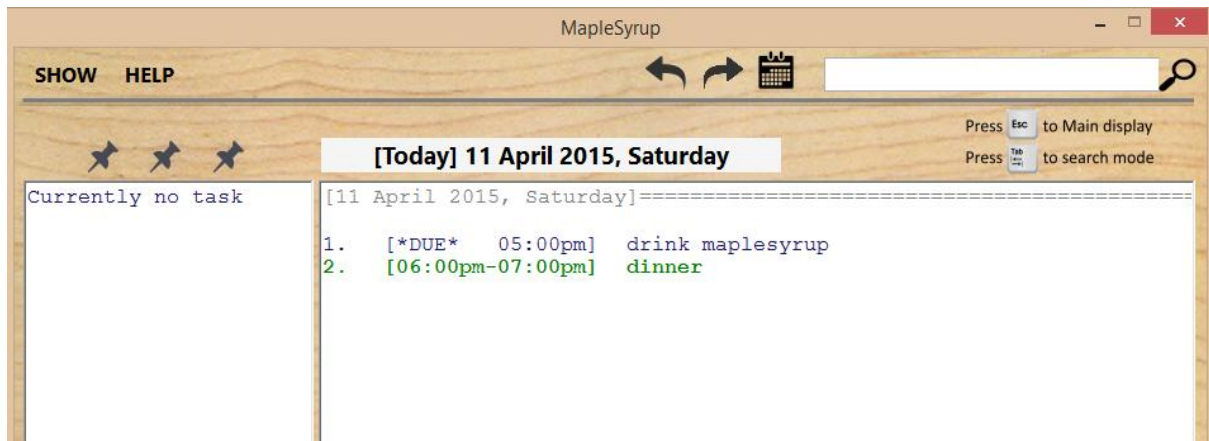 MapleSyrup
SHOW HELP
Press Esc to Main display
[Today] 11 April 2015, Saturday
Press Tab to search mode
Currently no task
[11 April 2015, Saturday]============================================
1. [*DUE* 05:00pm] drink maplesyrup
2. [06:00pm-07:00pm] dinner